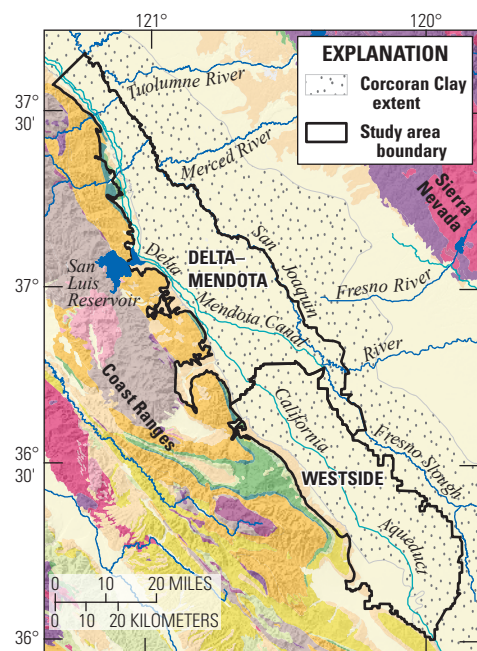 121°
120°
EXPLANATION
Corcoran Clay
extent
Study area
boundary
37°
30'
Tuolumne River
Merced River
Sierra
Nevada
San
Joaquin
River
DELTA–
MENDOTA
Delta
Mendota Canal
San
Luis
Reservoir
37°
Fresno River
Coast Ranges
California
Aqueduct
Fresno Slough
WESTSIDE
36°
30'
0 10 20 MILES
0 10 20 KILOMETERS
36°